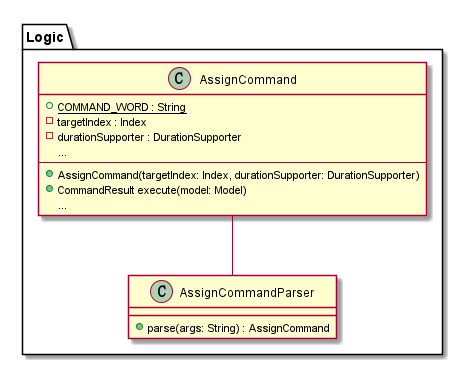 Logic
C AssignCommand
COMMAND_WORD : String
targetIndex : Index
durationSupporter : DurationSupporter
...
AssignCommand(targetIndex: Index, durationSupporter: DurationSupporter)
CommandResult execute(model: Model)
...
C AssignCommandParser
parse(args: String) : AssignCommand